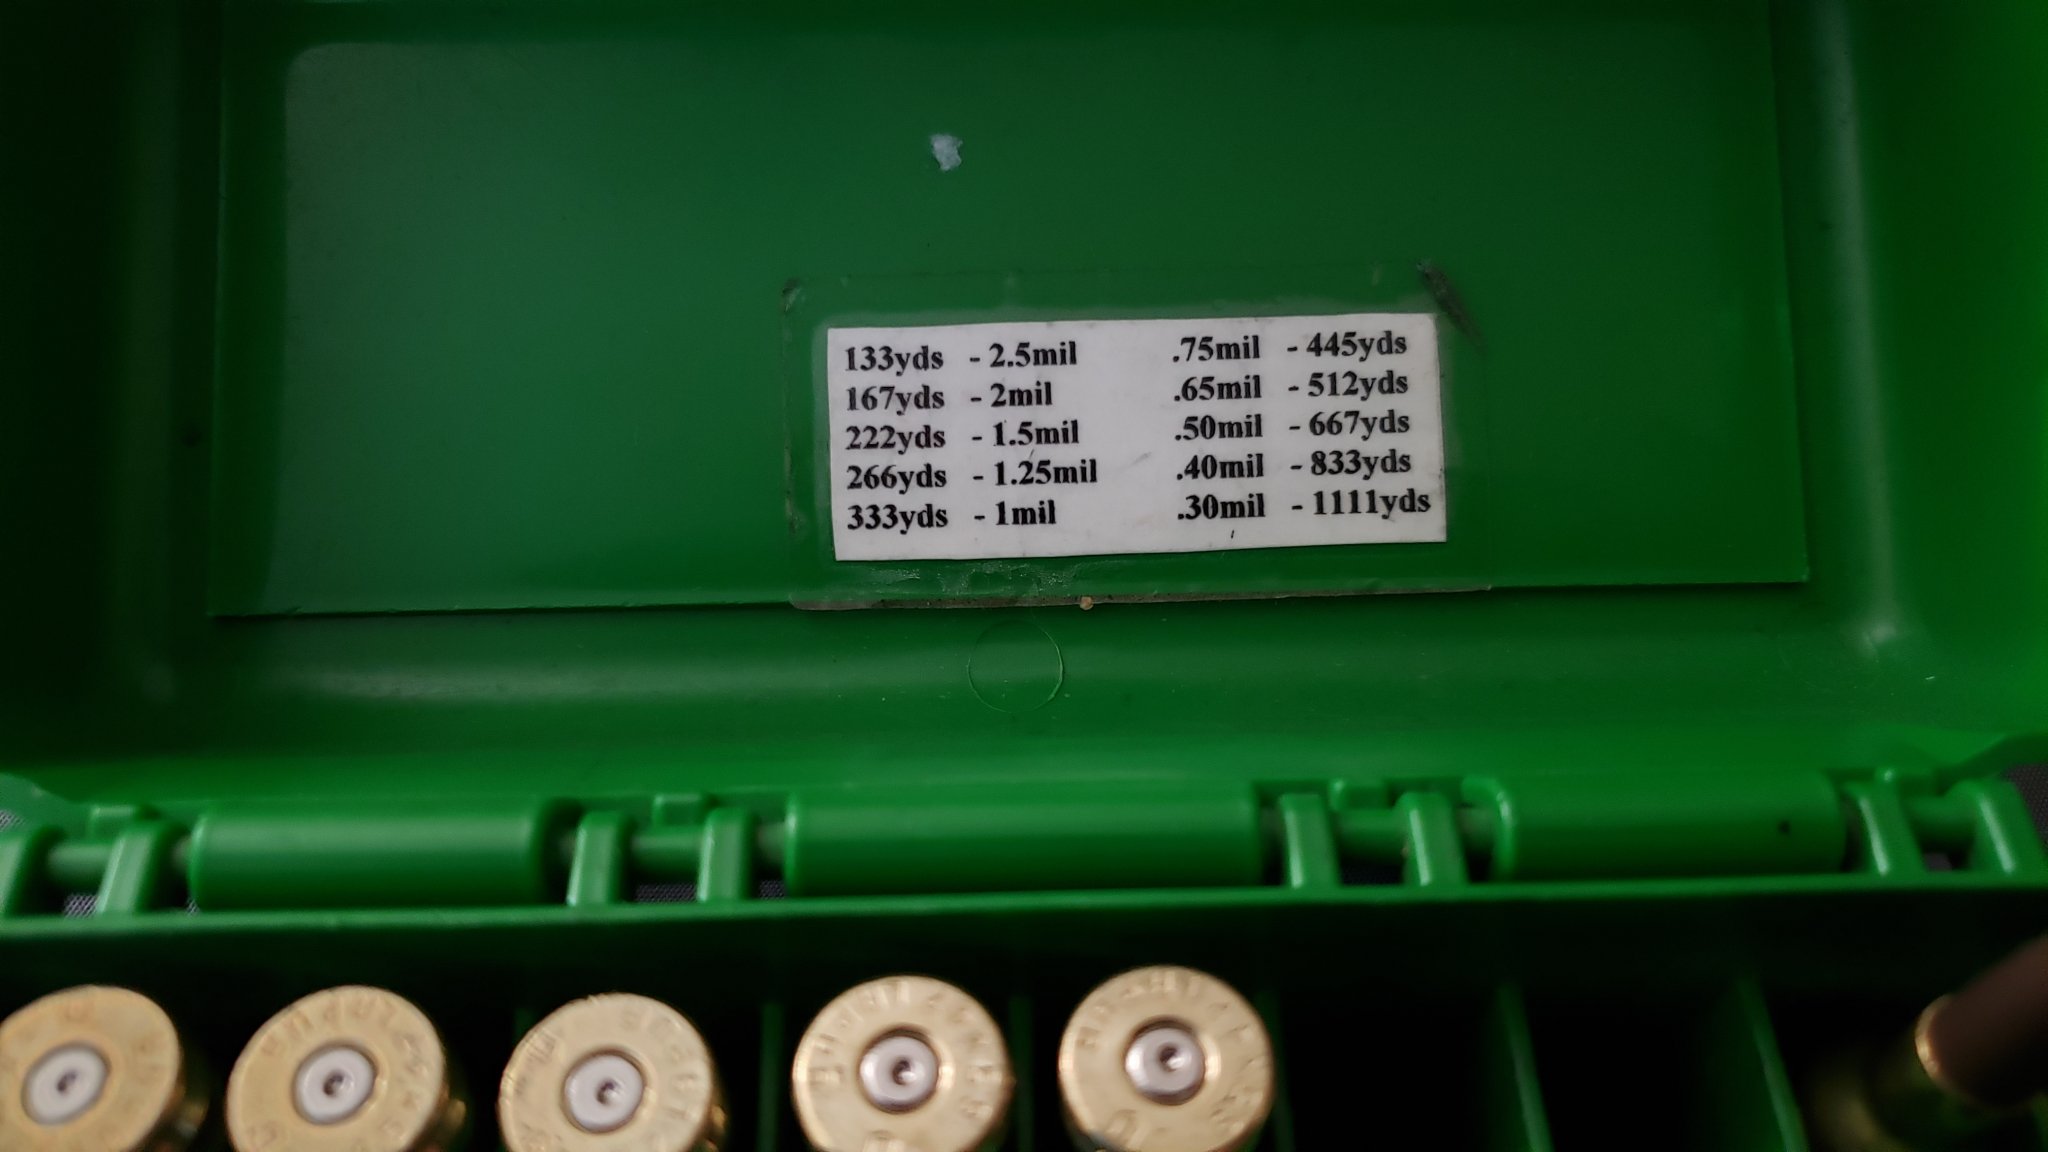 133yds - 2.5mil .75mil - 445yds
167yds - 2mil .65mil - 512yds
222yds - 1.5mil .50mil - 667yds
266yds - 1.25mil .40mil - 833yds
333yds - 1mil .30mil - 1111yds